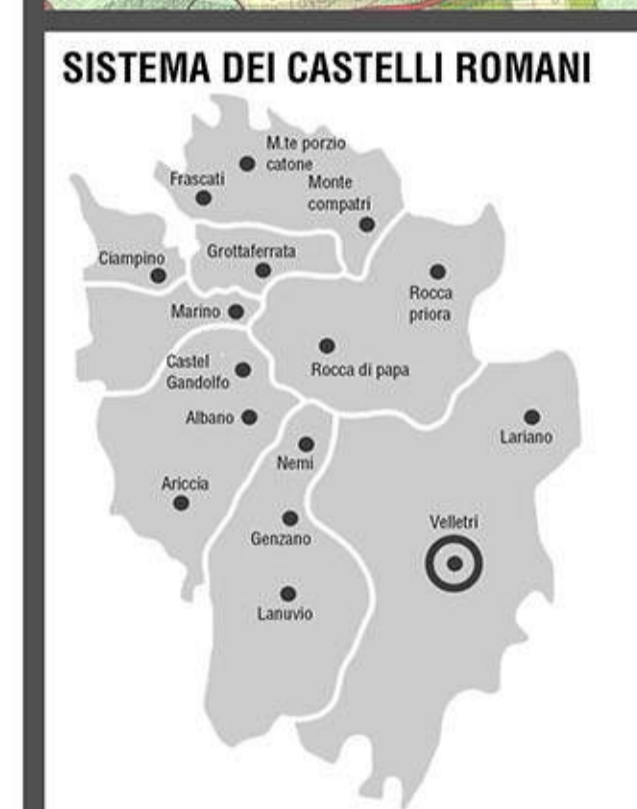 SISTEMA DEI CASTELLI ROMANI
M.te porzio
catone
Frascati
Monte
compatri
Grottaferrata
Ciampino
Rocca
priora
Marino
Castel
Gandolfo
Rocca di papa
Albano
Lariano
Nemi
Ariccia
Velletri
Genzano
Lanuvio